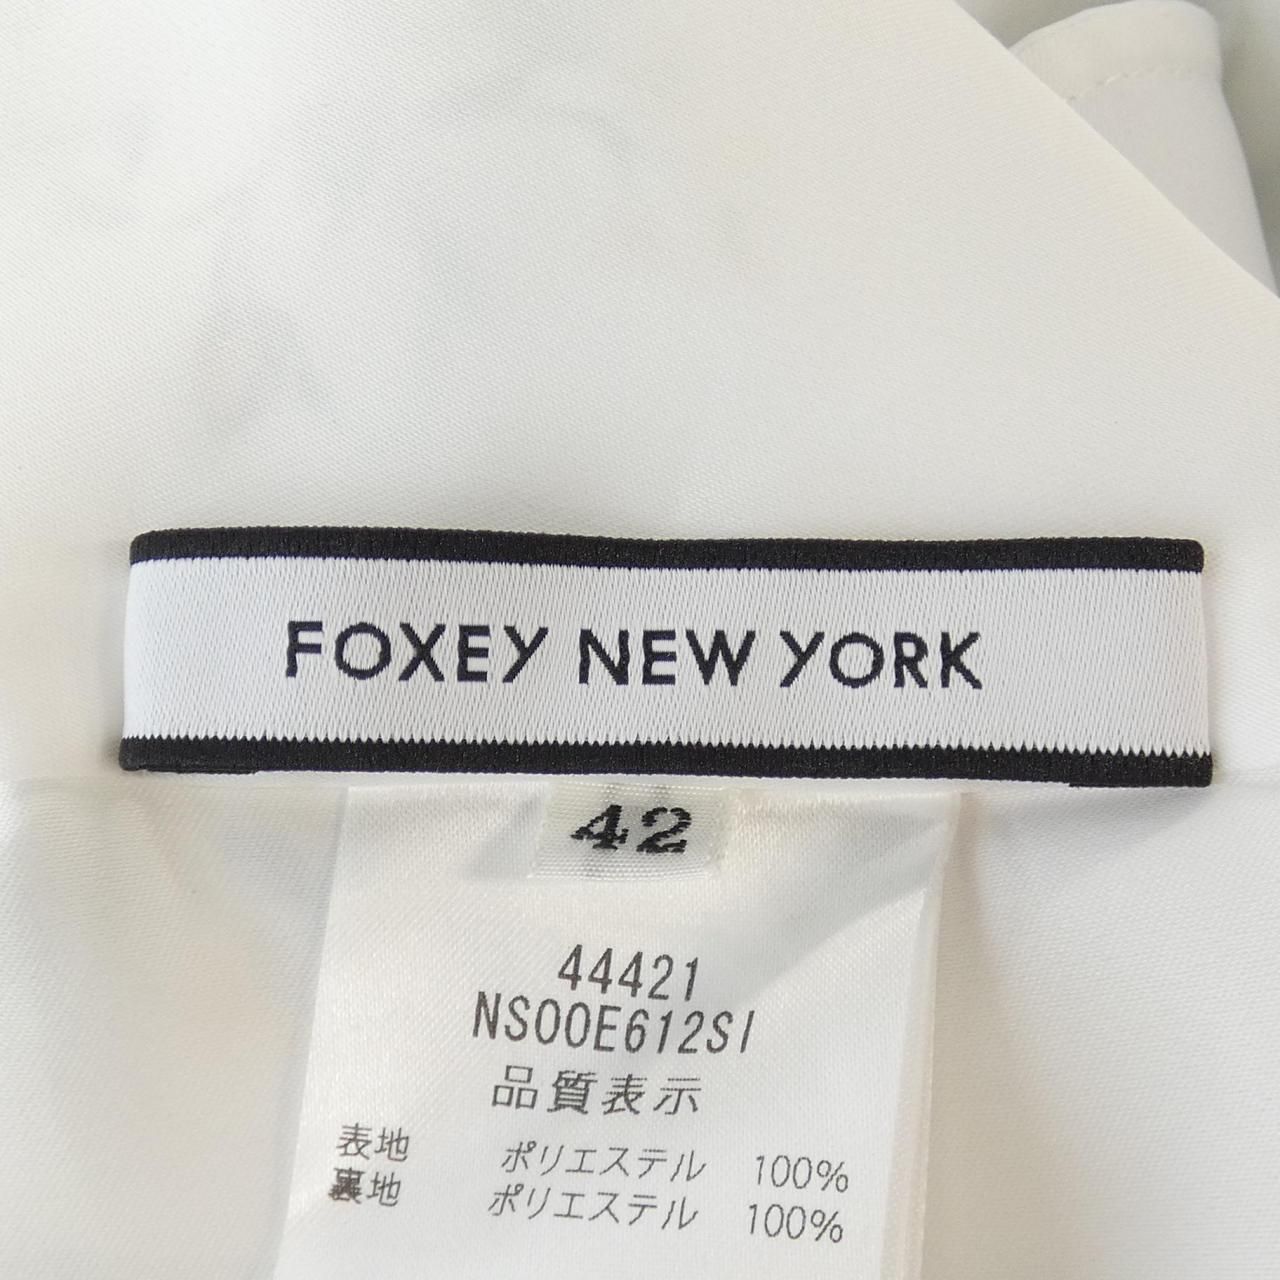 FOXEY NEW YORK
42
44421
NS00E612SI
品質表示
表地 ポリエステル 100%
裏地 ポリエステル 100%